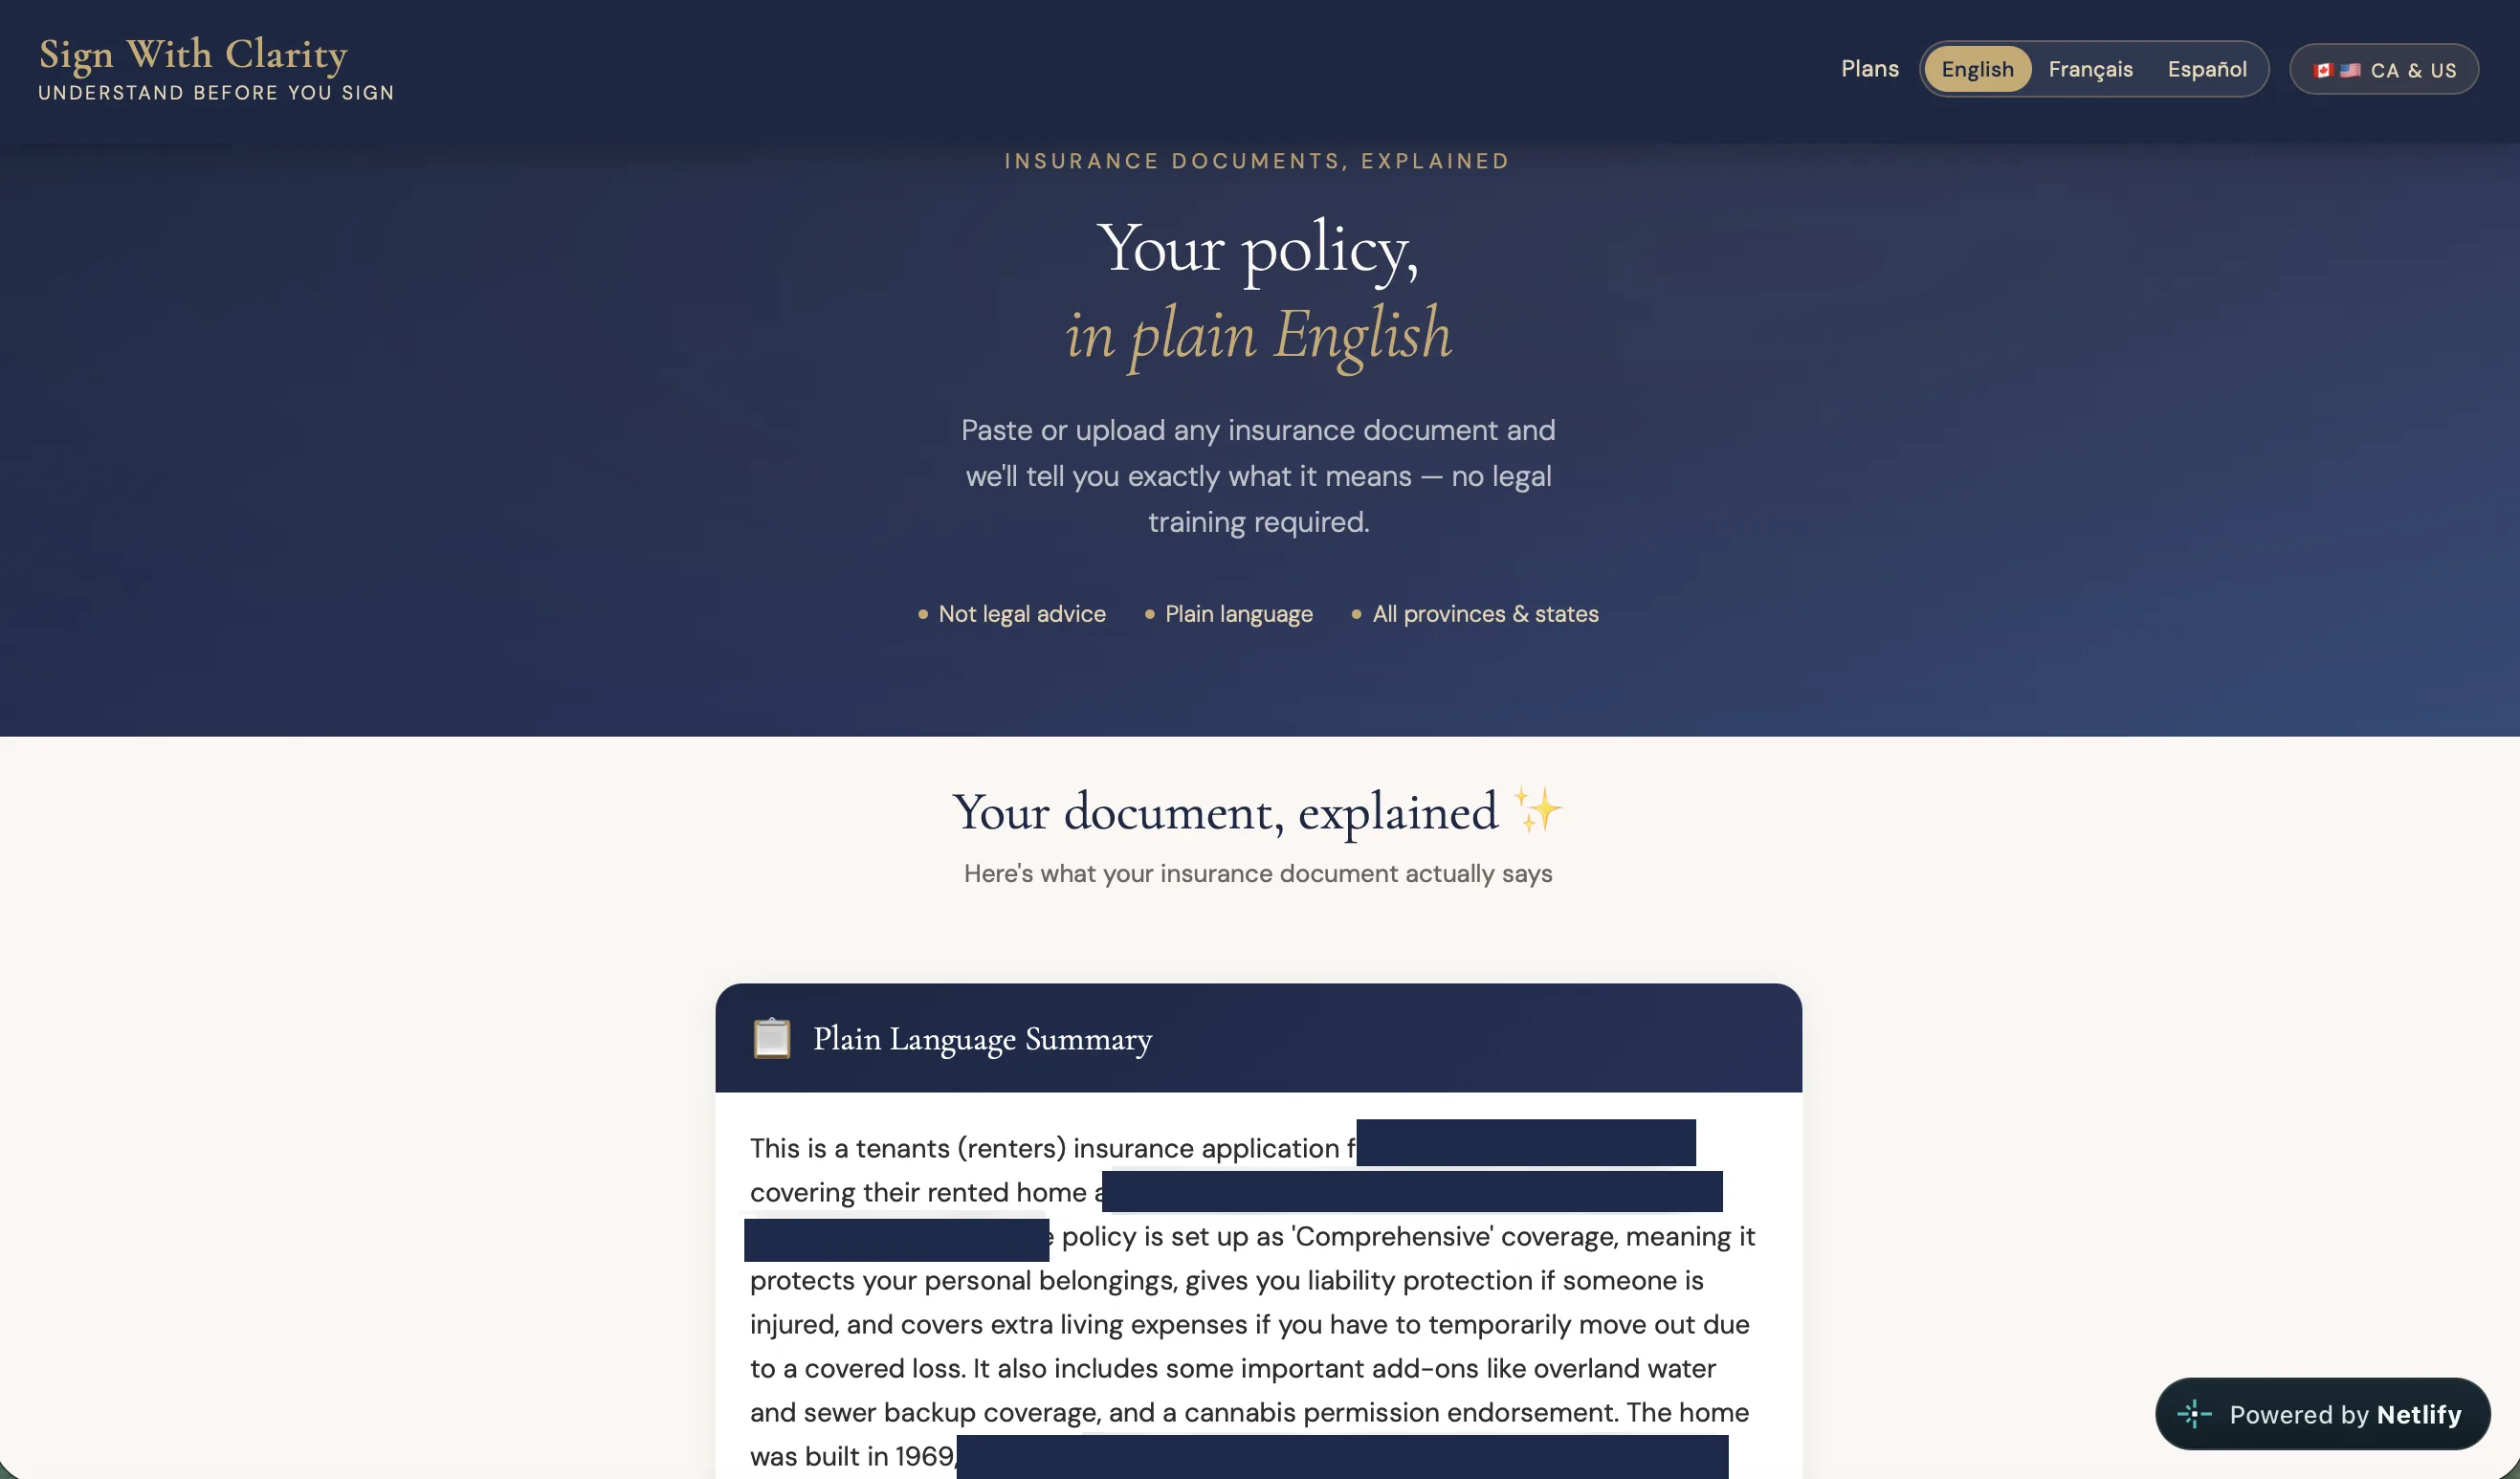 Sign With Clarity
UNDERSTAND BEFORE YOU SIGN
Plans
English
Français
Español
CA & US
INSURANCE DOCUMENTS, EXPLAINED
Your policy,
in plain English
Paste or upload any insurance document and
we'll tell you exactly what it means — no legal
training required.
Not legal advice
Plain language
All provinces & states
Your document, explained ✨
Here's what your insurance document actually says
Plain Language Summary
This is a tenants (renters) insurance application
covering their rented home
policy is set up as 'Comprehensive' coverage, meaning it
protects your personal belongings, gives you liability protection if someone is
injured, and covers extra living expenses if you have to temporarily move out due
to a covered loss. It also includes some important add-ons like overland water
and sewer backup coverage, and a cannabis permission endorsement. The home
was built in 1969,
Powered by Netlify